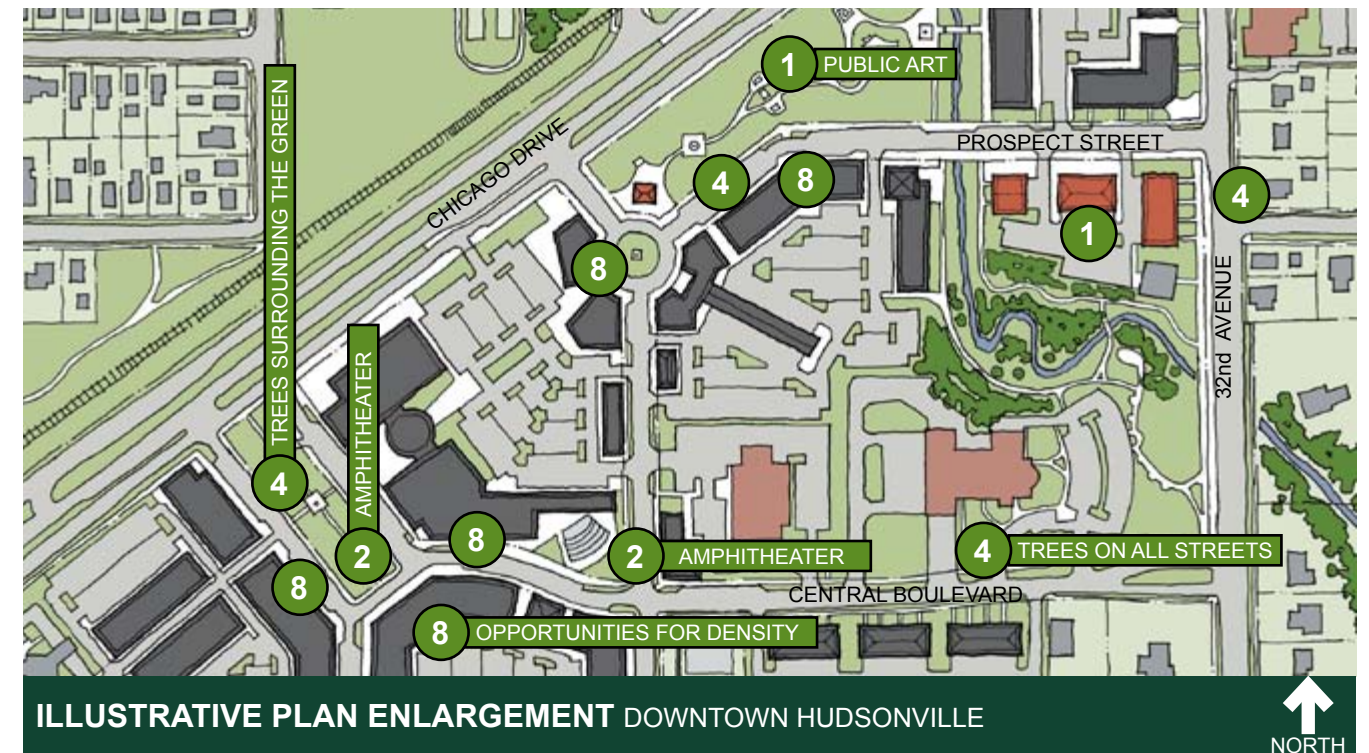 1 PUBLIC ART
PROSPECT STREET
CHICAGO DRIVE
4
8
4
1
8
TREES SURROUNDING THE GREEN
4
AMPHITHEATER
2
32nd AVENUE
8
2 AMPHITHEATER
4 TREES ON ALL STREETS
8
CENTRAL BOULEVARD
8 OPPORTUNITIES FOR DENSITY
ILLUSTRATIVE PLAN ENLARGEMENT DOWNTOWN HUDSONVILLE
NORTH